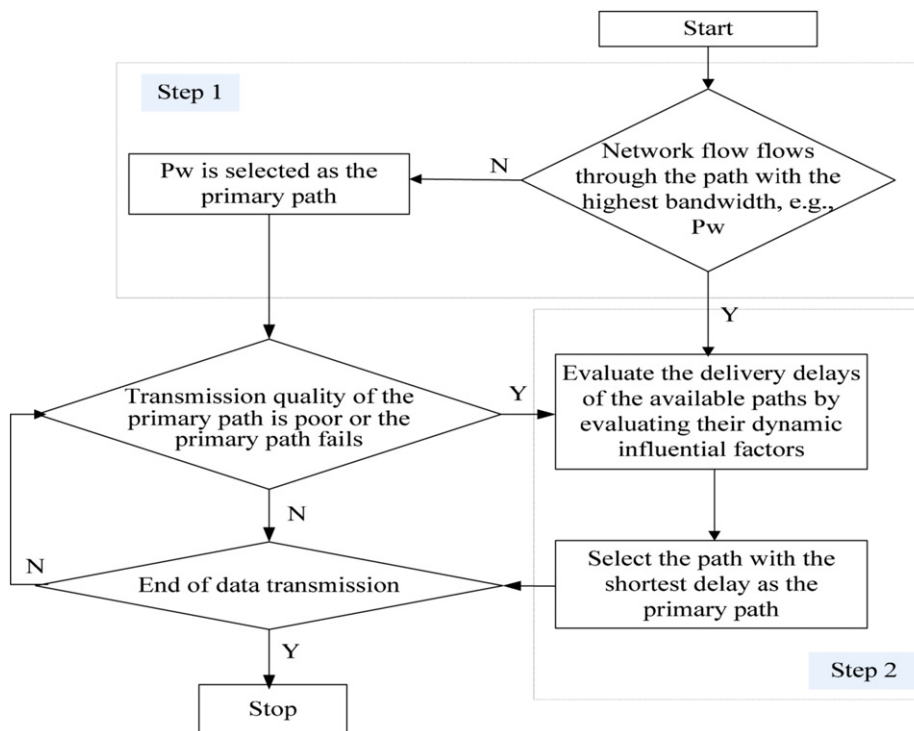 Start
Step 1
Network flow flows
through the path with the
highest bandwidth, e.g.,
Pw
N
Pw is selected as the
primary path
Y
Transmission quality of the
primary path is poor or the
primary path fails
Y
Evaluate the delivery delays
of the available paths by
evaluating their dynamic
influential factors
N
N
End of data transmission
Select the path with the
shortest delay as the
primary path
Y
Step 2
Stop